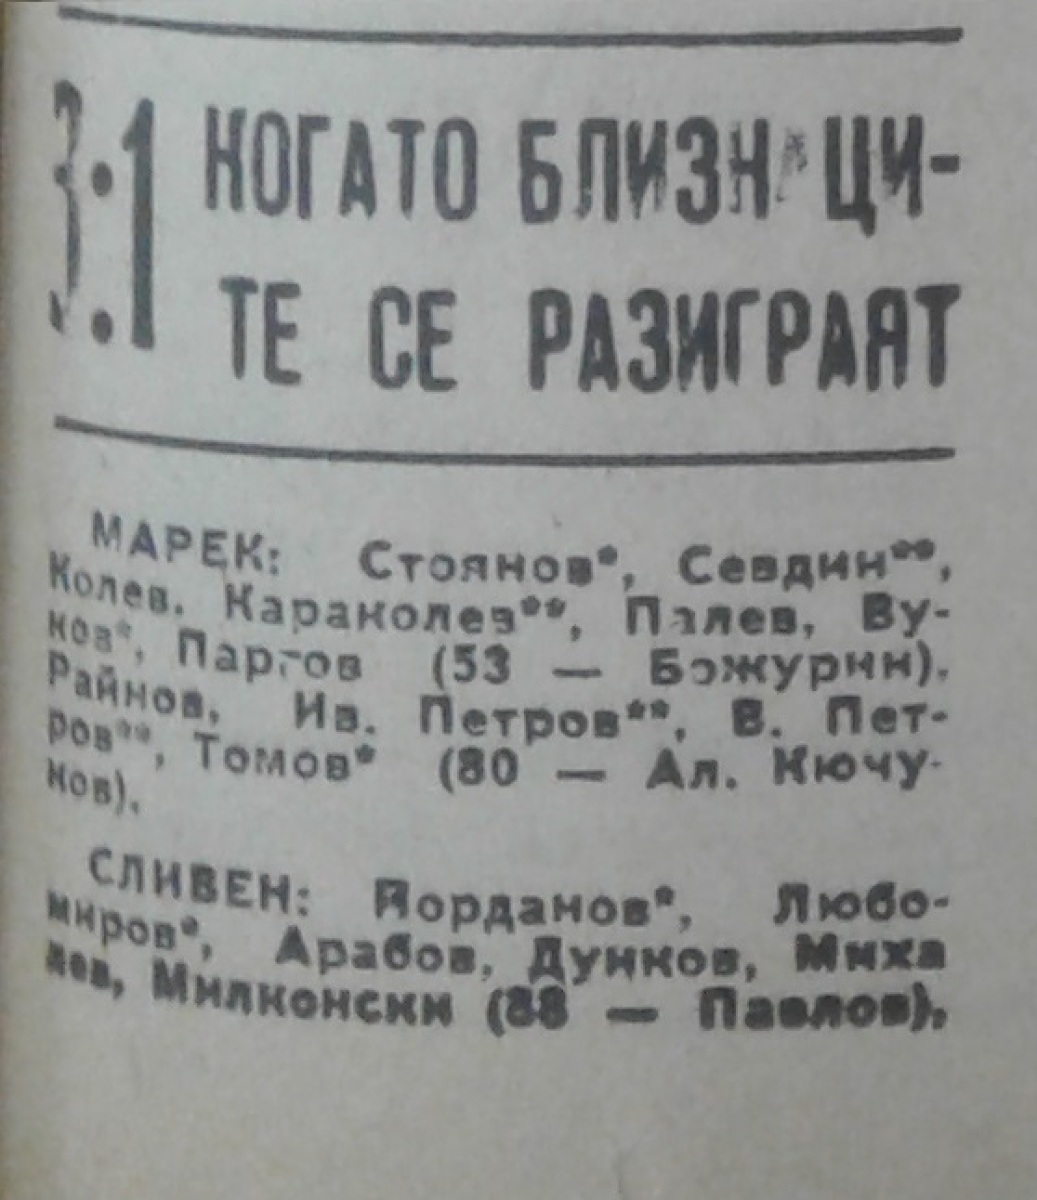 3:1 КОГАТО БЛИЗНАЦИ-
ТЕ СЕ РАЗИГРАЯТ
МАРЕК: Стоянов*, Севдин**,
Колев, Караколев**, Палев, Ву-
ков*, Паргов (53 — Божурин),
Райнов, Ив. Петров**, В. Пет-
ров**, Томов* (80 — Ал. Кючу-
ков).
СЛИВЕН: Йорданов*, Любо-
миров*, Арабов, Дунков, Миха
лев, Милконски (88 — Павлов),